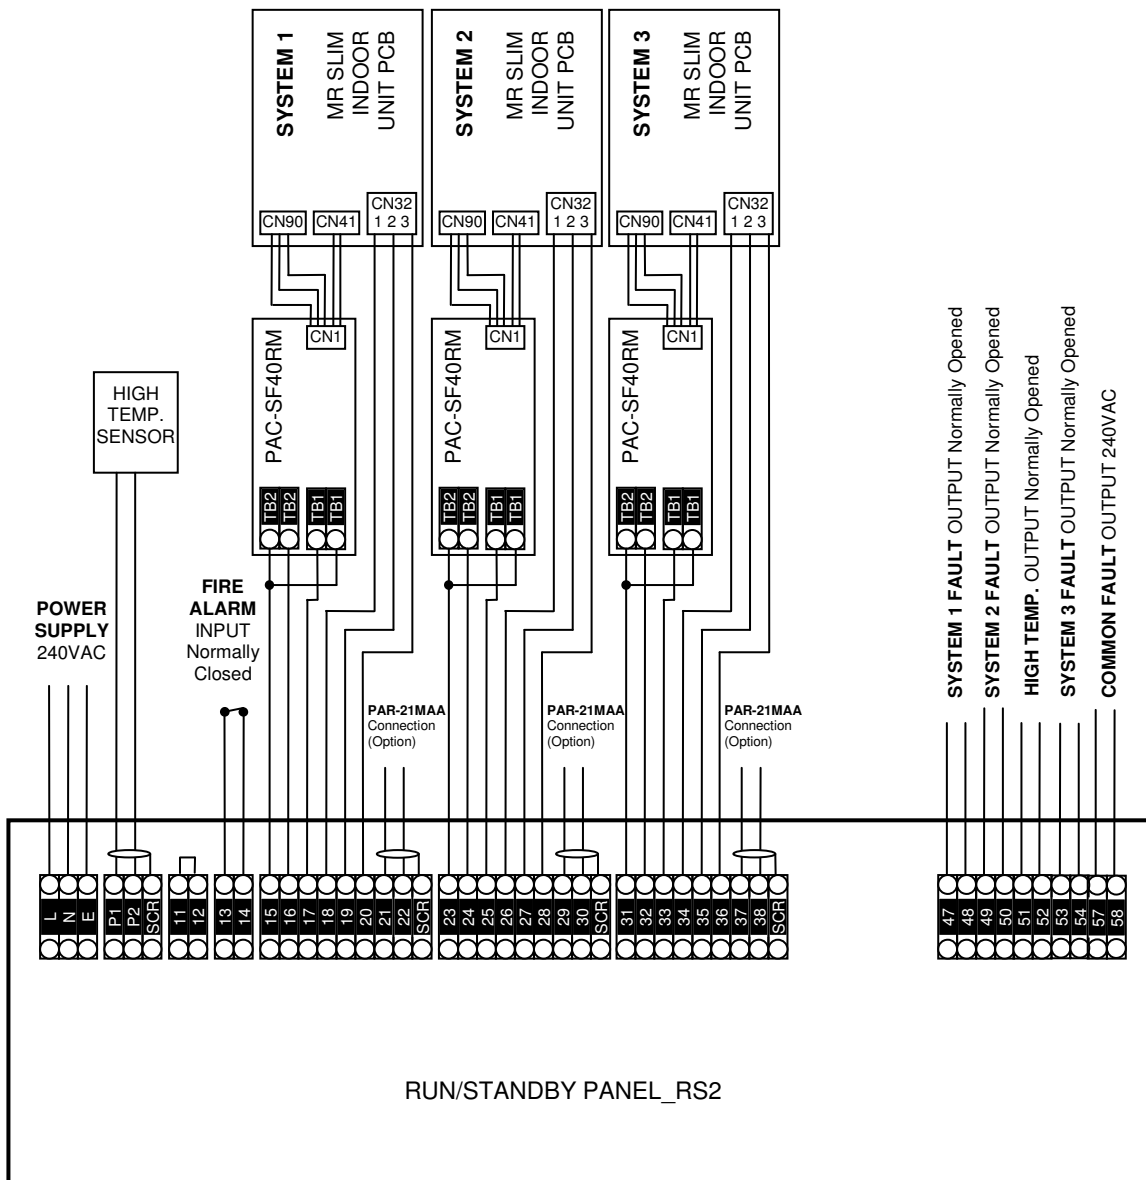 SYSTEM 1
MR SLIM
INDOOR
UNIT PCB
CN90
CN41
CN32
1 2 3
SYSTEM 2
MR SLIM
INDOOR
UNIT PCB
CN90
CN41
CN32
1 2 3
SYSTEM 3
MR SLIM
INDOOR
UNIT PCB
CN90
CN41
CN32
1 2 3
PAC-SF40RM
CN1
TB2
TB2
TB1
TB1
PAC-SF40RM
CN1
TB2
TB2
TB1
TB1
PAC-SF40RM
CN1
TB2
TB2
TB1
TB1
HIGH
TEMP.
SENSOR
POWER
SUPPLY
240VAC
FIRE
ALARM
INPUT
Normally
Closed
PAR-21MAA
Connection
(Option)
PAR-21MAA
Connection
(Option)
PAR-21MAA
Connection
(Option)
SYSTEM 1 FAULT OUTPUT Normally Opened
SYSTEM 2 FAULT OUTPUT Normally Opened
HIGH TEMP. OUTPUT Normally Opened
SYSTEM 3 FAULT OUTPUT Normally Opened
COMMON FAULT OUTPUT 240VAC
L
N
E
P1
P2
SCR
11
12
13
14
15
16
17
18
19
20
21
22
SCR
23
24
25
26
27
28
29
30
SCR
31
32
33
34
35
36
37
38
SCR
47
48
49
50
51
52
53
54
57
58
RUN/STANDBY PANEL_RS2